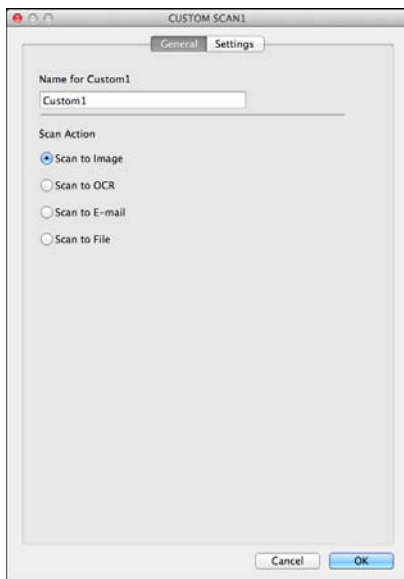 CUSTOM SCAN1
General Settings
Name for Custom1
Custom1
Scan Action
Scan to Image
Scan to OCR
Scan to E-mail
Scan to File
Cancel OK